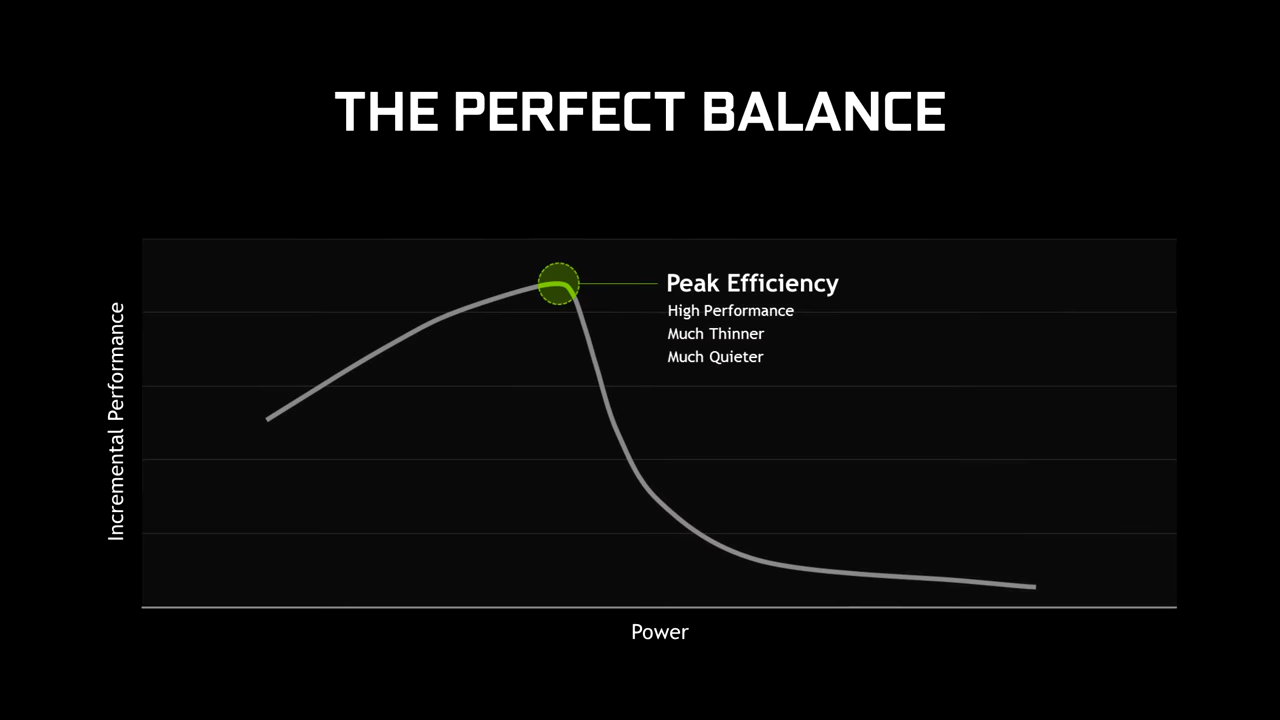 THE PERFECT BALANCE
Peak Efficiency
High Performance
Much Thinner
Much Quieter
Incremental Performance
Power